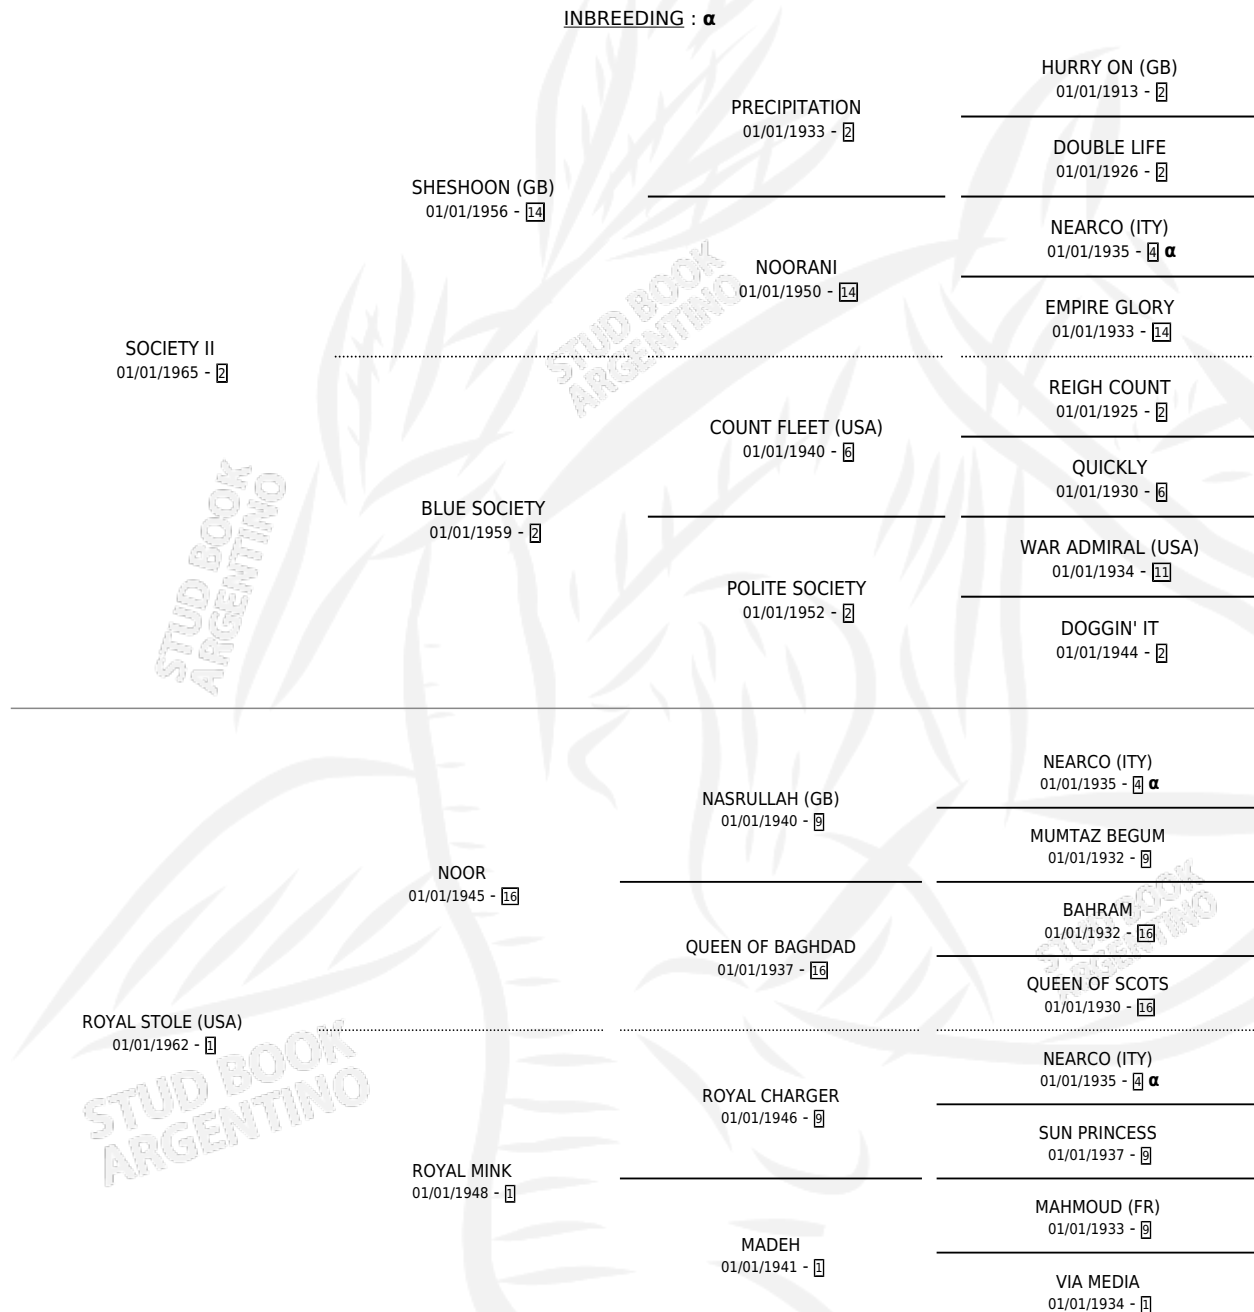 INBREEDING : α
HURRY ON (GB)
01/01/1913 - 2
PRECIPITATION
01/01/1933 - 2
DOUBLE LIFE
01/01/1926 - 2
SHESHOON (GB)
01/01/1956 - 14
NEARCO (ITY)
01/01/1935 - 4 α
NOORANI
01/01/1950 - 14
EMPIRE GLORY
01/01/1933 - 14
SOCIETY II
01/01/1965 - 2
REIGH COUNT
01/01/1925 - 2
COUNT FLEET (USA)
01/01/1940 - 6
QUICKLY
01/01/1930 - 6
BLUE SOCIETY
01/01/1959 - 2
WAR ADMIRAL (USA)
01/01/1934 - 11
POLITE SOCIETY
01/01/1952 - 2
DOGGIN' IT
01/01/1944 - 2
NEARCO (ITY)
01/01/1935 - 4 α
NASRULLAH (GB)
01/01/1940 - 9
MUMTAZ BEGUM
01/01/1932 - 9
NOOR
01/01/1945 - 16
BAHRAM
01/01/1932 - 16
QUEEN OF BAGHDAD
01/01/1937 - 16
QUEEN OF SCOTS
01/01/1930 - 16
ROYAL STOLE (USA)
01/01/1962 - 1
NEARCO (ITY)
01/01/1935 - 4 α
ROYAL CHARGER
01/01/1946 - 9
SUN PRINCESS
01/01/1937 - 9
ROYAL MINK
01/01/1948 - 1
MAHMOUD (FR)
01/01/1933 - 9
MADEH
01/01/1941 - 1
VIA MEDIA
01/01/1934 - 1
STUD BOOK
ARGENTINO
STUD BOOK
ARGENTINO
STUD BOOK
ARGENTINO
STUD BOOK
ARGENTINO